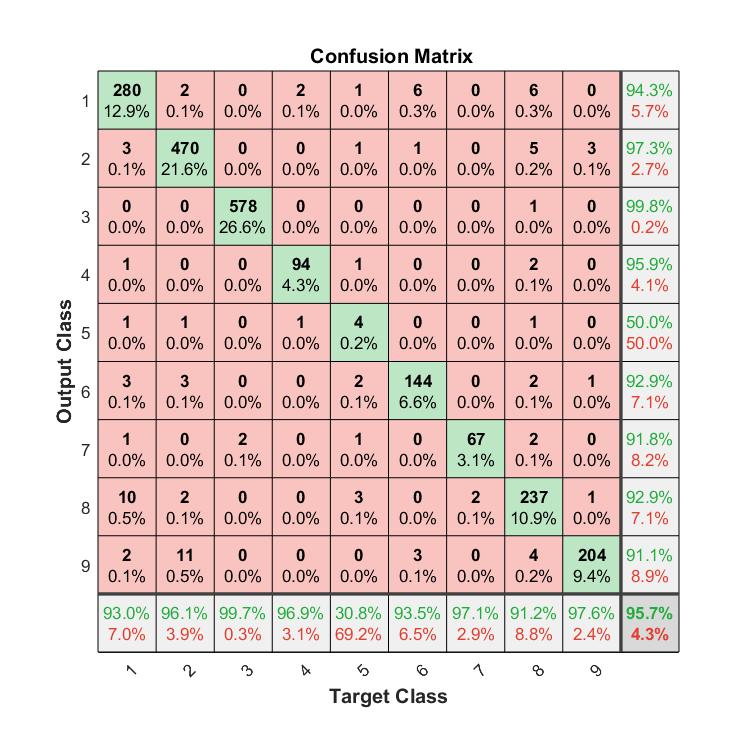 Confusion Matrix
280 2 0 2 1 6 0 6 0 94.3%
1
12.9% 0.1% 0.0% 0.1% 0.0% 0.3% 0.0% 0.3% 0.0% 5.7%
3 470 0 0 1 1 0 5 3 97.3%
2
0.1% 21.6% 0.0% 0.0% 0.0% 0.0% 0.0% 0.2% 0.1% 2.7%
0 0 578 0 0 0 0 1 0 99.8%
3
0.0% 0.0% 26.6% 0.0% 0.0% 0.0% 0.0% 0.0% 0.0% 0.2%
1 0 0 94 1 0 0 2 0 95.9%
4
0.0% 0.0% 0.0% 4.3% 0.0% 0.0% 0.0% 0.1% 0.0% 4.1%
1 1 0 1 4 0 0 1 0 50.0%
5
0.0% 0.0% 0.0% 0.0% 0.2% 0.0% 0.0% 0.0% 0.0% 50.0%
3 3 0 0 2 144 0 2 1 92.9%
6
0.1% 0.1% 0.0% 0.0% 0.1% 6.6% 0.0% 0.1% 0.0% 7.1%
1 0 2 0 1 0 67 2 0 91.8%
7
0.0% 0.0% 0.1% 0.0% 0.0% 0.0% 3.1% 0.1% 0.0% 8.2%
10 2 0 0 3 0 2 237 1 92.9%
8
0.5% 0.1% 0.0% 0.0% 0.1% 0.0% 0.1% 10.9% 0.0% 7.1%
2 11 0 0 0 3 0 4 204 91.1%
9
0.1% 0.5% 0.0% 0.0% 0.0% 0.1% 0.0% 0.2% 9.4% 8.9%
93.0% 96.1% 99.7% 96.9% 30.8% 93.5% 97.1% 91.2% 97.6% 95.7%
7.0% 3.9% 0.3% 3.1% 69.2% 6.5% 2.9% 8.8% 2.4% 4.3%
1 2 3 4 5 6 7 8 9
Target Class
Output Class